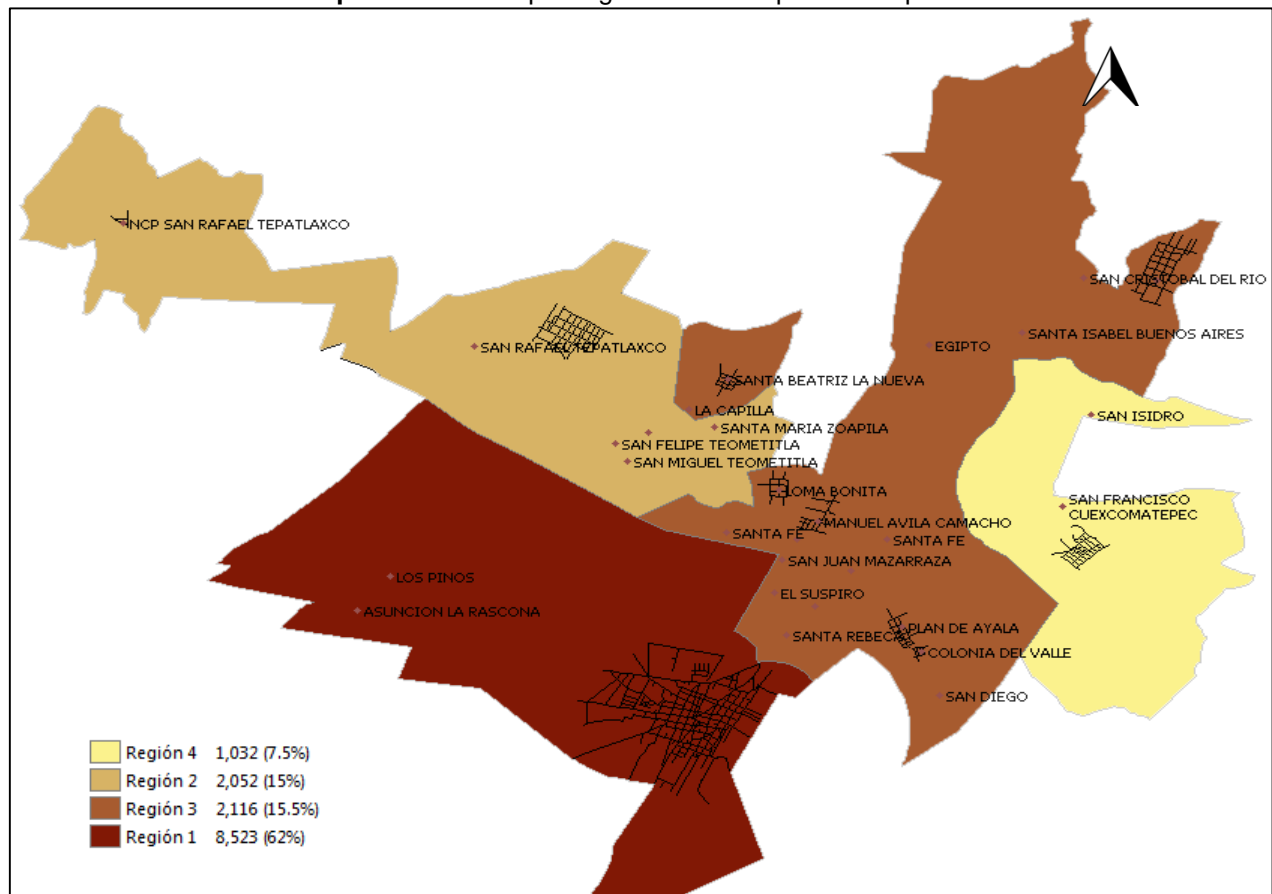 NCP SAN RAFAEL TEPATLAXCO
SAN CRISTOBAL DEL RIO
SANTA ISABEL BUENOS AIRES
EGIPTO
SAN RAFAEL TEPATLAXCO
SANTA BEATRIZ LA NUEVA
LA CAPILLA
SAN ISIDRO
SANTA MARIA ZOAPILA
SAN FELIPE TEOMETITLA
SAN MIGUEL TEOMETITLA
LOMA BONITA
SAN FRANCISCO
CUEXCOMATEPEC
MANUEL AVILA CAMACHO
SANTA FE
SANTA FE
SAN JUAN MAZARRAZA
LOS PINOS
EL SUSPIRO
ASUNCION LA RASCONA
PLAN DE AYALA
SANTA REBECA
COLONIA DEL VALLE
SAN DIEGO
Región 4 1,032 (7.5%)
Región 2 2,052 (15%)
Región 3 2,116 (15.5%)
Región 1 8,523 (62%)